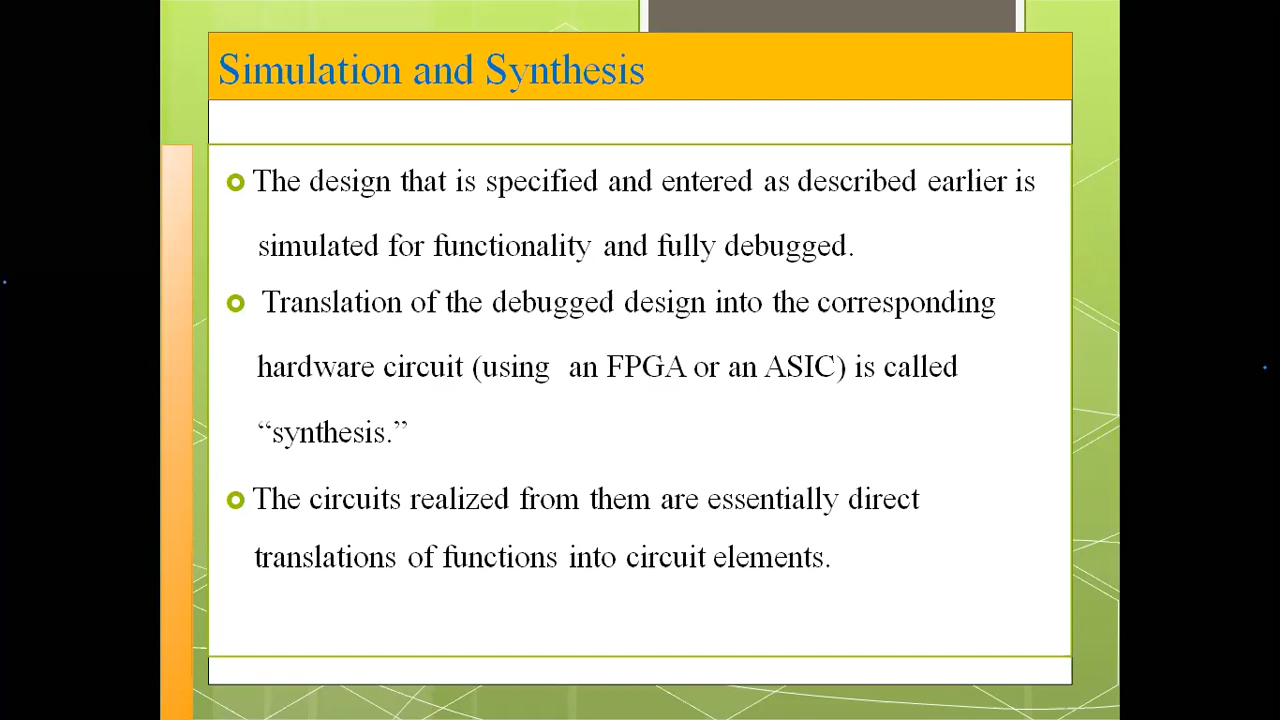 Simulation and Synthesis
The design that is specified and entered as described earlier is
simulated for functionality and fully debugged.
Translation of the debugged design into the corresponding
hardware circuit (using an FPGA or an ASIC) is called
“synthesis.”
The circuits realized from them are essentially direct
translations of functions into circuit elements.